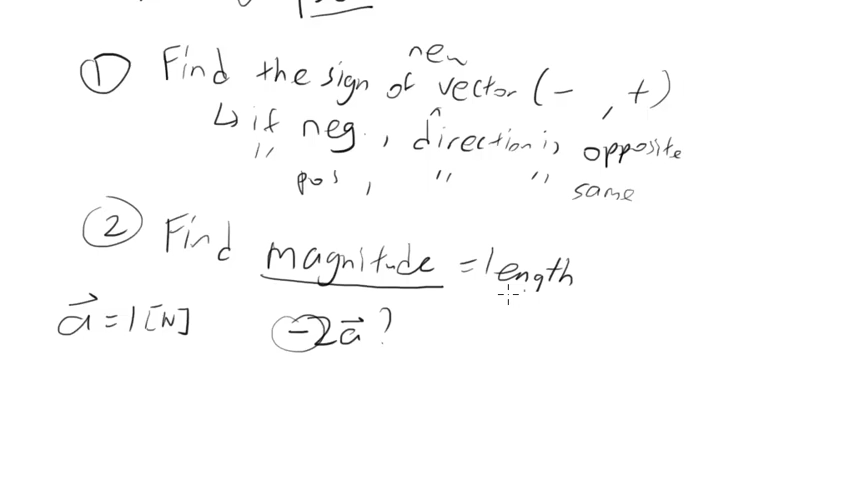 ① Find the sign of new vector (- , +)
↳ if neg. , direction is opposite
" pos , " " same
② Find magnitude = length
a⃗ = 1 [N] -2a⃗ ?